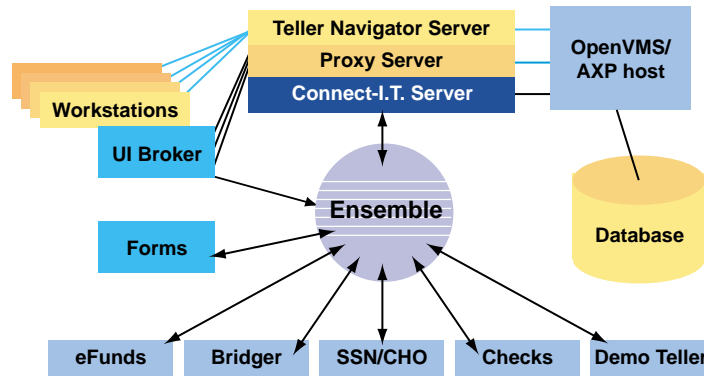 Teller Navigator Server
Proxy Server
Connect-I.T. Server
OpenVMS/
AXP host
Workstations
UI Broker
Ensemble
Forms
Database
eFunds
Bridger
SSN/CHO
Checks
Demo Teller